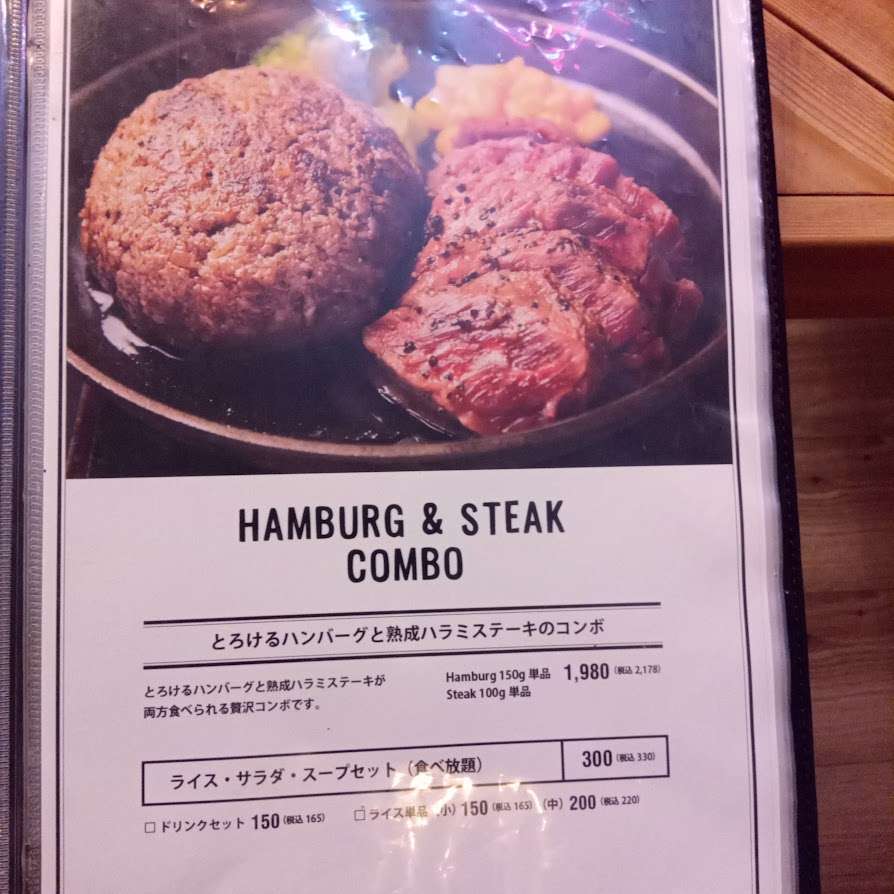 HAMBURG & STEAK
COMBO
とろけるハンバーグと熟成ハラミステーキのコンボ
とろけるハンバーグと熟成ハラミステーキが
両方食べられる贅沢コンボです。
Hamburg 150g 単品 1,980 (税込 2,178)
Steak 100g 単品
ライス・サラダ・スープセット（食べ放題） 300 (税込 330)
□ ドリンクセット 150 (税込 165) □ ライス単品（小）150 (税込 165)（中）200 (税込 220)